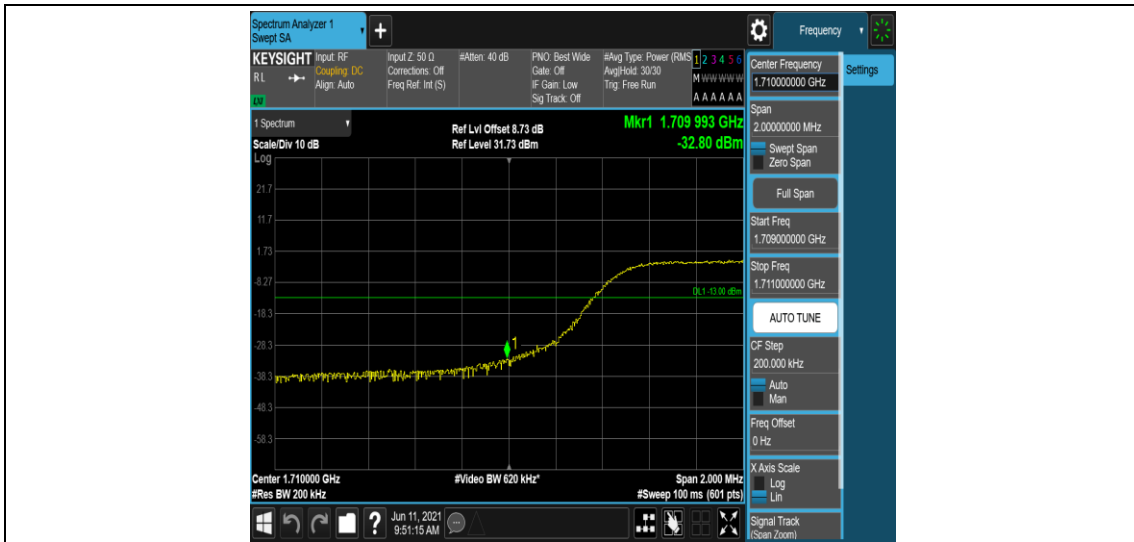 Spectrum Analyzer 1
Swept SA
+
Frequency
KEYSIGHT
RL
LXI
Input: RF
Coupling: DC
Align: Auto
Input Z: 50 Ω
Corrections: Off
Freq Ref: Int (S)
#Atten: 40 dB
PNO: Best Wide
Gate: Off
IF Gain: Low
Sig Track: Off
#Avg Type: Power (RMS
Avg|Hold: 30/30
Trig: Free Run
1 2 3 4 5 6
M W W W W W
A A A A A A
1 Spectrum
Scale/Div 10 dB
Log
Ref Lvl Offset 8.73 dB
Ref Level 31.73 dBm
Mkr1 1.709 993 GHz
-32.80 dBm
21.7
11.7
1.73
-8.27
DL1 -13.00 dBm
-18.3
-28.3
1
-38.3
-48.3
-58.3
Center 1.710000 GHz
#Res BW 200 kHz
#Video BW 620 kHz*
Span 2.000 MHz
#Sweep 100 ms (601 pts)
?
Jun 11, 2021
9:51:15 AM
Center Frequency
1.710000000 GHz
Settings
Span
2.00000000 MHz
Swept Span
Zero Span
Full Span
Start Freq
1.709000000 GHz
Stop Freq
1.711000000 GHz
AUTO TUNE
CF Step
200.000 kHz
Auto
Man
Freq Offset
0 Hz
X Axis Scale
Log
Lin
Signal Track
(Span Zoom)